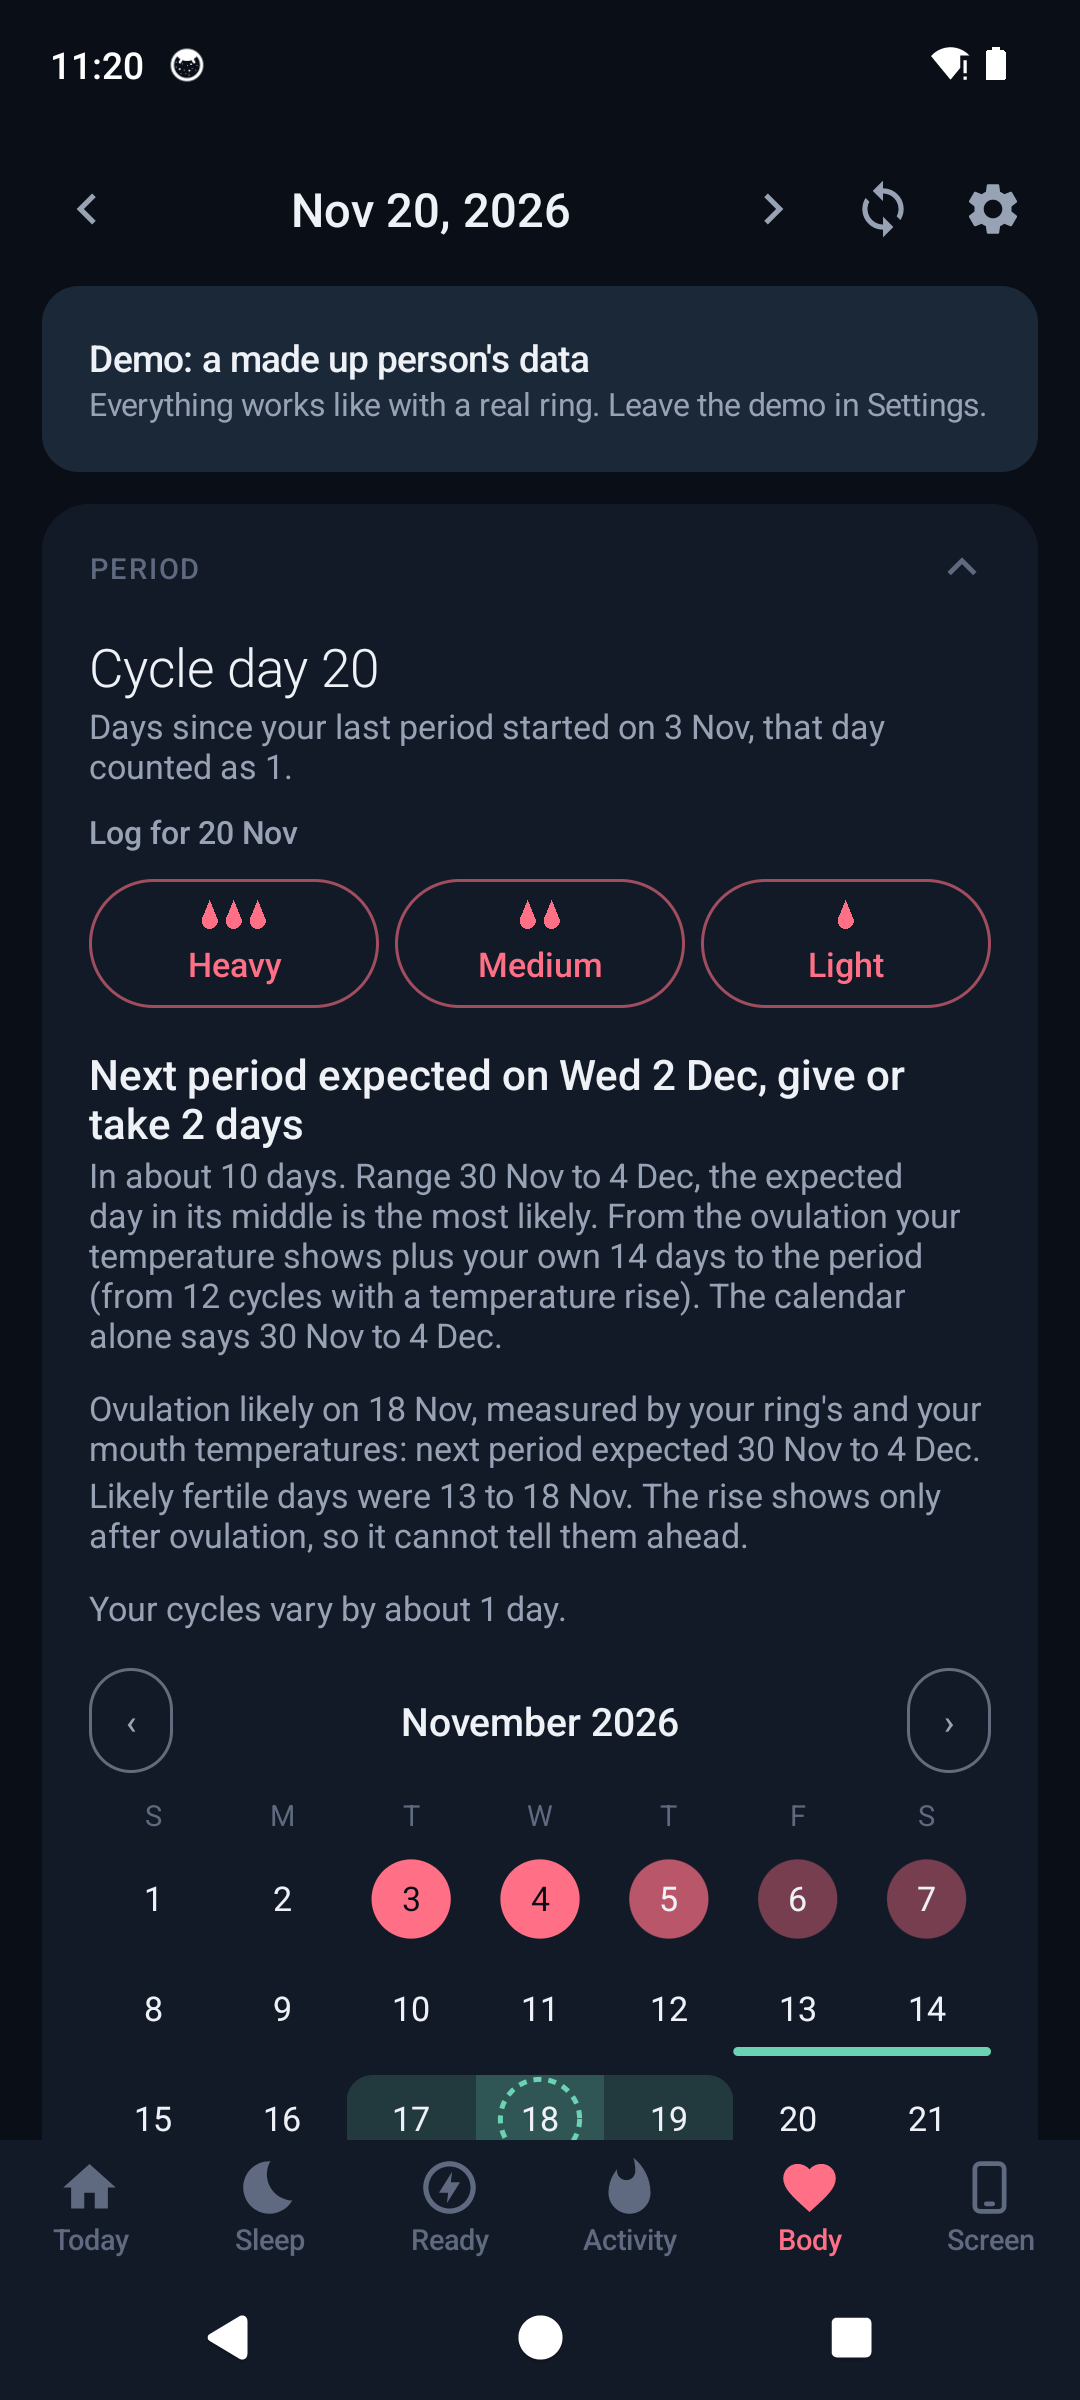 11:20
Nov 20, 2026
Demo: a made up person's data
Everything works like with a real ring. Leave the demo in Settings.
PERIOD
Cycle day 20
Days since your last period started on 3 Nov, that day
counted as 1.
Log for 20 Nov
Heavy
Medium
Light
Next period expected on Wed 2 Dec, give or
take 2 days
In about 10 days. Range 30 Nov to 4 Dec, the expected
day in its middle is the most likely. From the ovulation your
temperature shows plus your own 14 days to the period
(from 12 cycles with a temperature rise). The calendar
alone says 30 Nov to 4 Dec.
Ovulation likely on 18 Nov, measured by your ring's and your
mouth temperatures: next period expected 30 Nov to 4 Dec.
Likely fertile days were 13 to 18 Nov. The rise shows only
after ovulation, so it cannot tell them ahead.
Your cycles vary by about 1 day.
‹ November 2026 ›
S M T W T F S
1 2 3 4 5 6 7
8 9 10 11 12 13 14
15 16 17 18 19 20 21
Today Sleep Ready Activity Body Screen